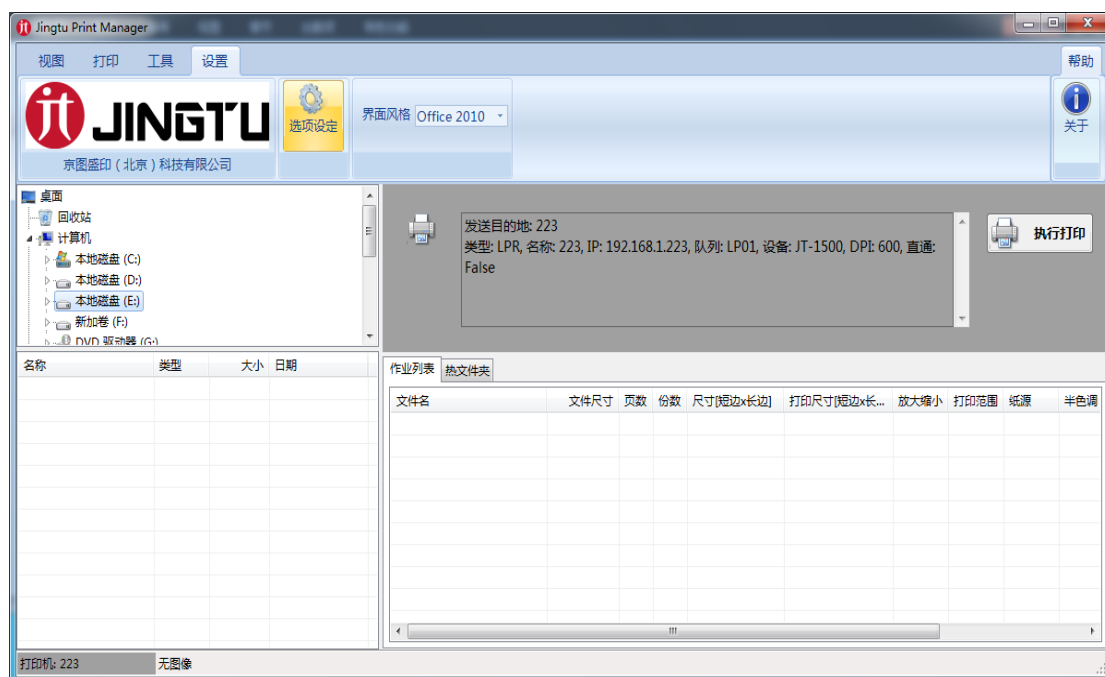 Jingtu Print Manager
视图 打印 工具 设置 帮助
JINGTU
京图盛印（北京）科技有限公司
选项设定
界面风格 Office 2010
关于
桌面
回收站
计算机
本地磁盘 (C:)
本地磁盘 (D:)
本地磁盘 (E:)
新加卷 (F:)
DVD 驱动器 (G:)
发送目的地: 223
类型: LPR, 名称: 223, IP: 192.168.1.223, 队列: LP01, 设备: JT-1500, DPI: 600, 直通:
False
执行打印
名称 类型 大小 日期
作业列表 热文件夹
文件名 文件尺寸 页数 份数 尺寸[短边x长边] 打印尺寸[短边x长... 放大缩小 打印范围 纸源 半色调
打印机: 223 无图像